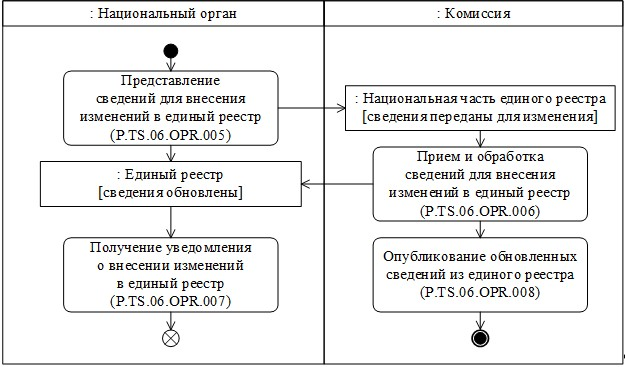 : Национальный орган
: Комиссия
Представление
сведений для внесения
изменений в единый реестр
(P.TS.06.OPR.005)
: Национальная часть единого реестра
[сведения переданы для изменения]
: Единый реестр
[сведения обновлены]
Прием и обработка
сведений для внесения
изменений в единый реестр
(P.TS.06.OPR.006)
Получение уведомления
о внесении изменений
в единый реестр
(P.TS.06.OPR.007)
Опубликование обновленных
сведений из единого реестра
(P.TS.06.OPR.008)